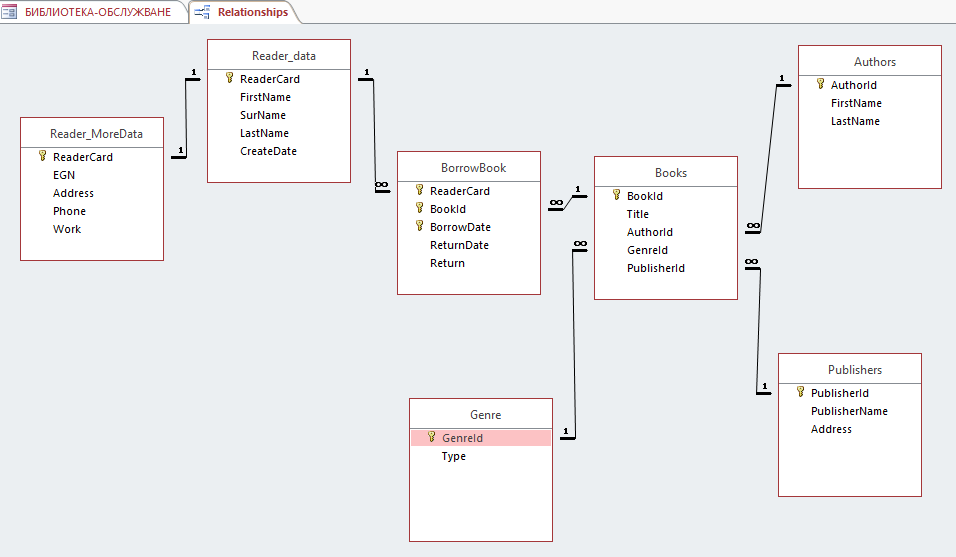 БИБЛИОТЕКА-ОБСЛУЖВАНЕ
Relationships
Reader_MoreData
ReaderCard
EGN
Address
Phone
Work
1
1
Reader_data
ReaderCard
FirstName
SurName
LastName
CreateDate
1
∞
BorrowBook
ReaderCard
BookId
BorrowDate
ReturnDate
Return
∞
1
Books
BookId
Title
AuthorId
GenreId
PublisherId
∞
1
Authors
AuthorId
FirstName
LastName
∞
1
Genre
GenreId
Type
∞
1
Publishers
PublisherId
PublisherName
Address